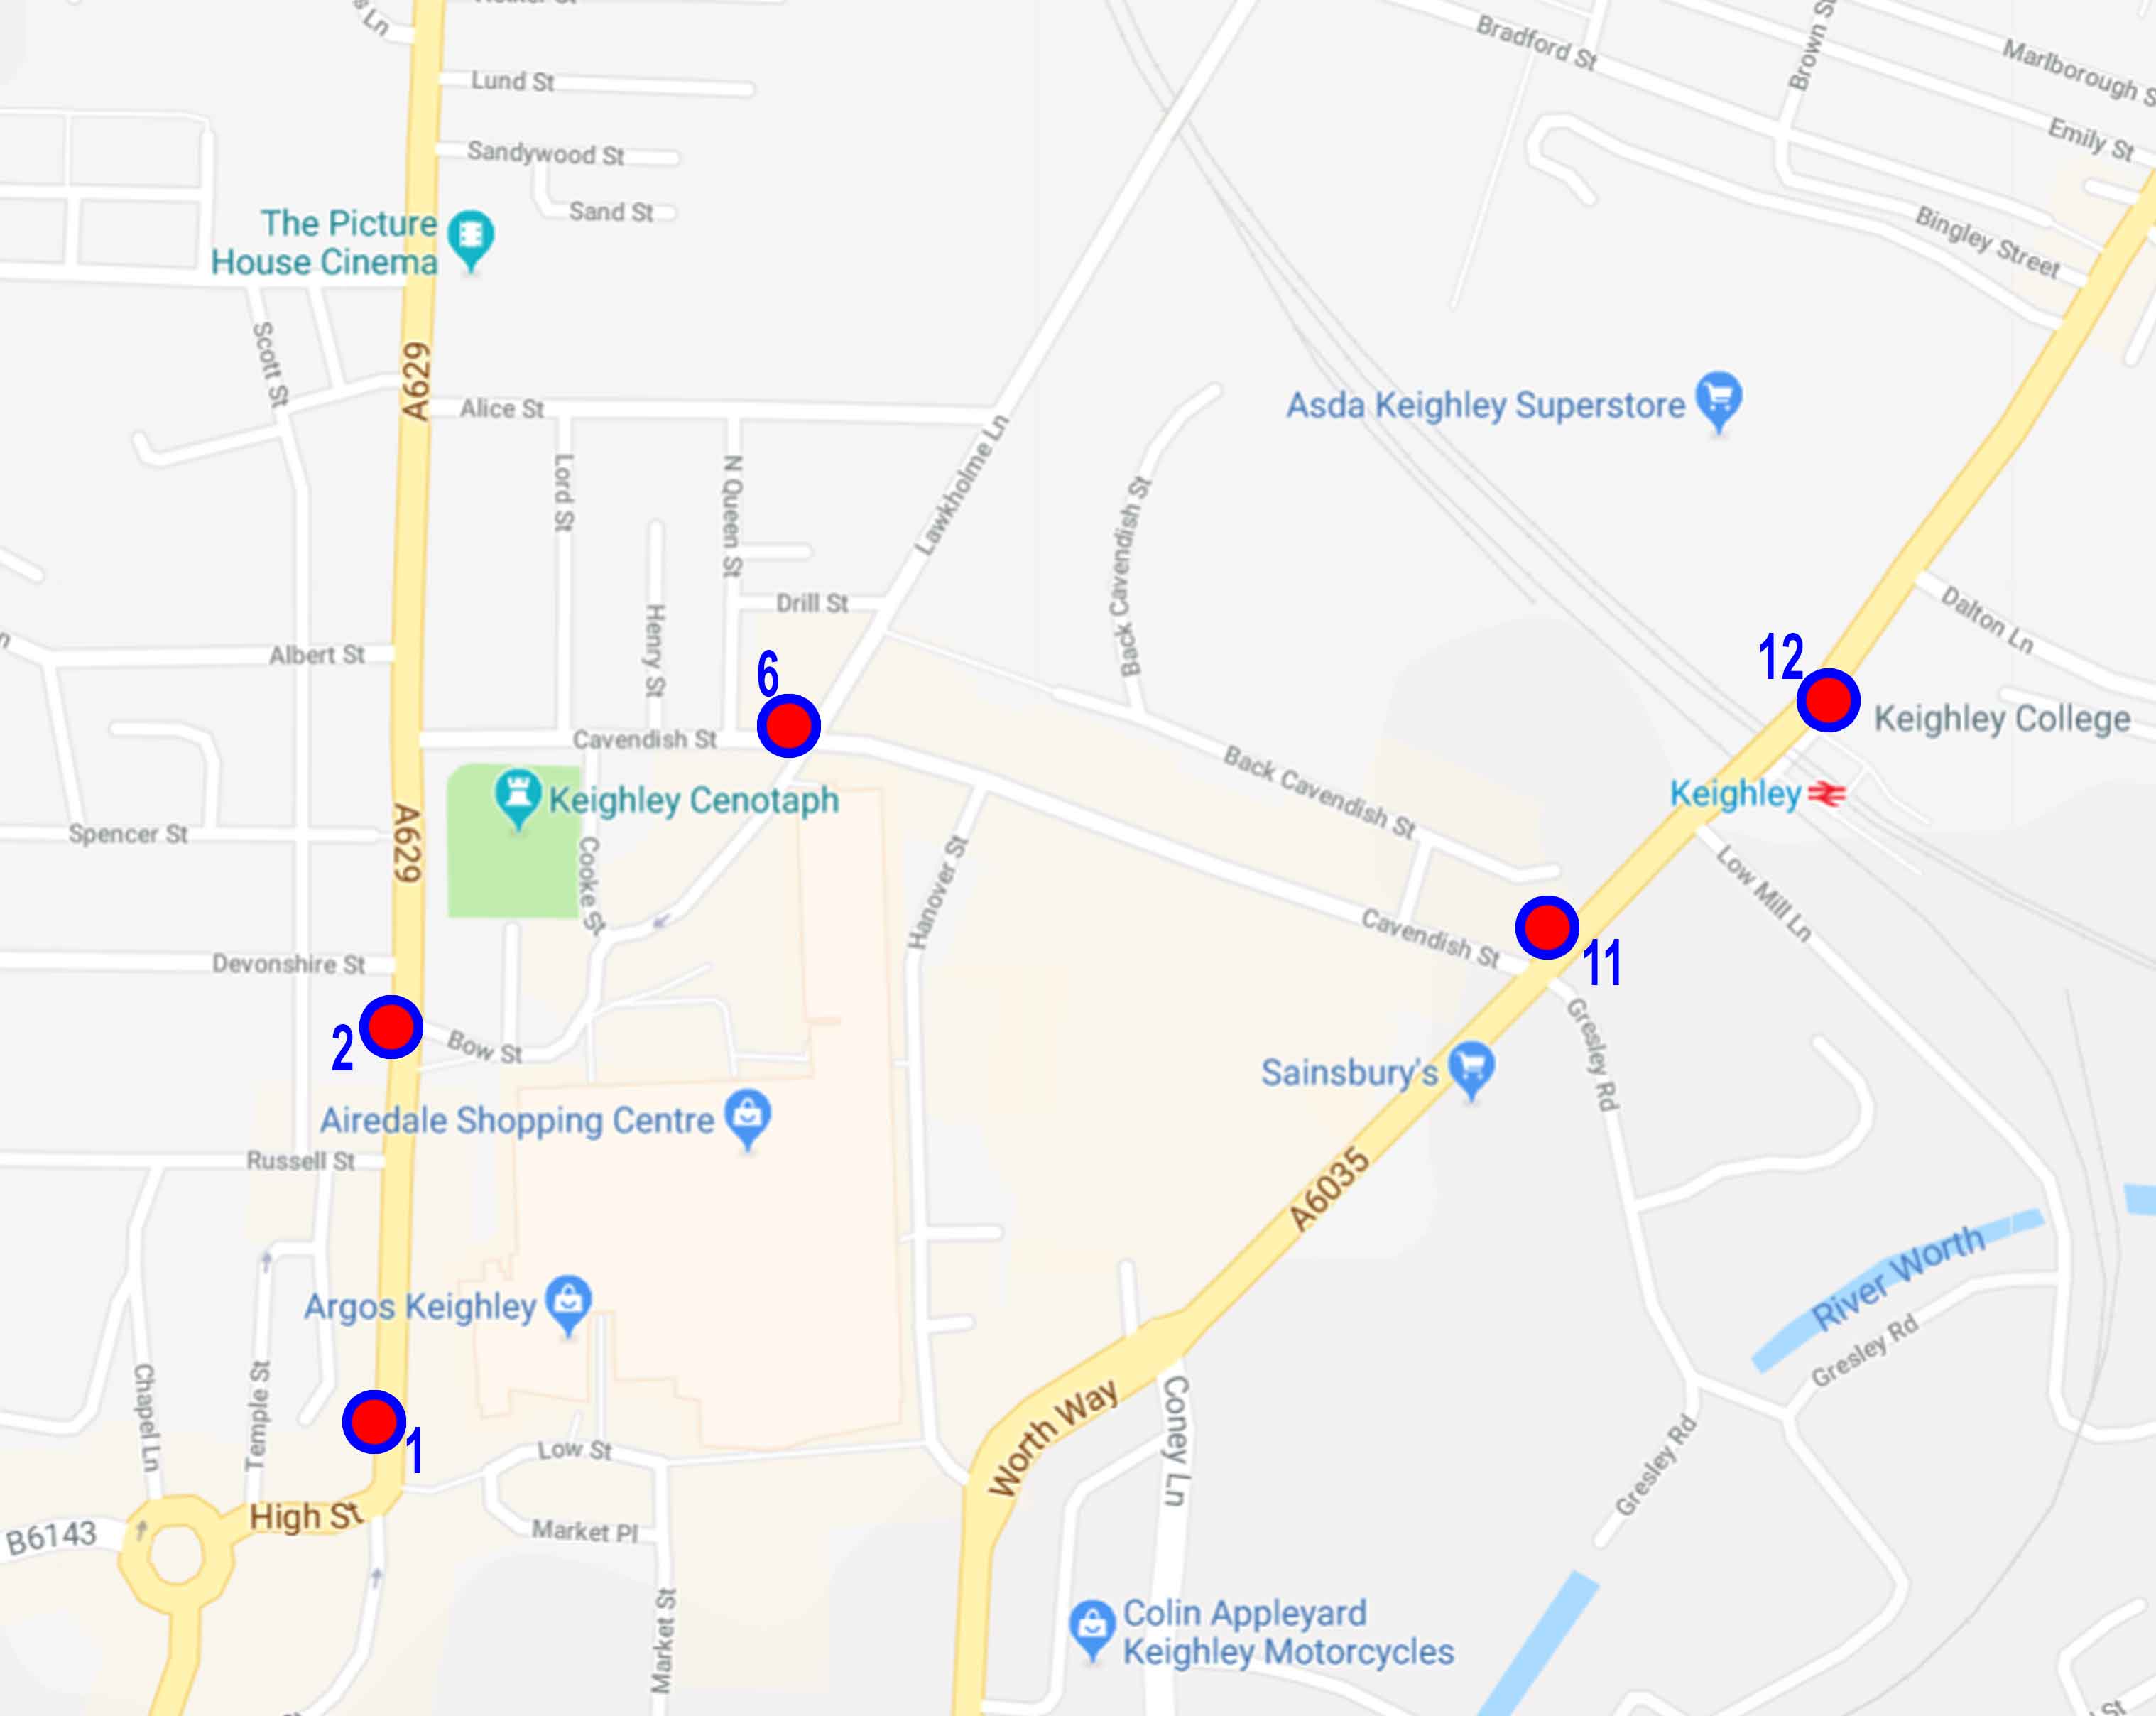 Bradford St
Brown St
Marlborough S
Emily St
Lund St
Sandywood St
Sand St
Bingley Street
The Picture
House Cinema
Scott St
A629
Alice St
Asda Keighley Superstore
Lord St
N Queen St
Lawkholme Ln
Back Cavendish St
Henry St
Drill St
Dalton Ln
Albert St
6
12
Keighley College
Cavendish St
Back Cavendish St
Keighley
Keighley Cenotaph
Spencer St
A629
Cooke St
Hanover St
Low Mill Ln
Cavendish St
11
Devonshire St
2
Bow St
Gresley Rd
Sainsbury's
Airedale Shopping Centre
Russell St
A6035
River North
Argos Keighley
Gresley Rd
Chapel Ln
Temple St
1
Low St
North Way
Coney Ln
Gresley Rd
High St
B6143
Market Pl
Market St
Colin Appleyard
Keighley Motorcycles
St